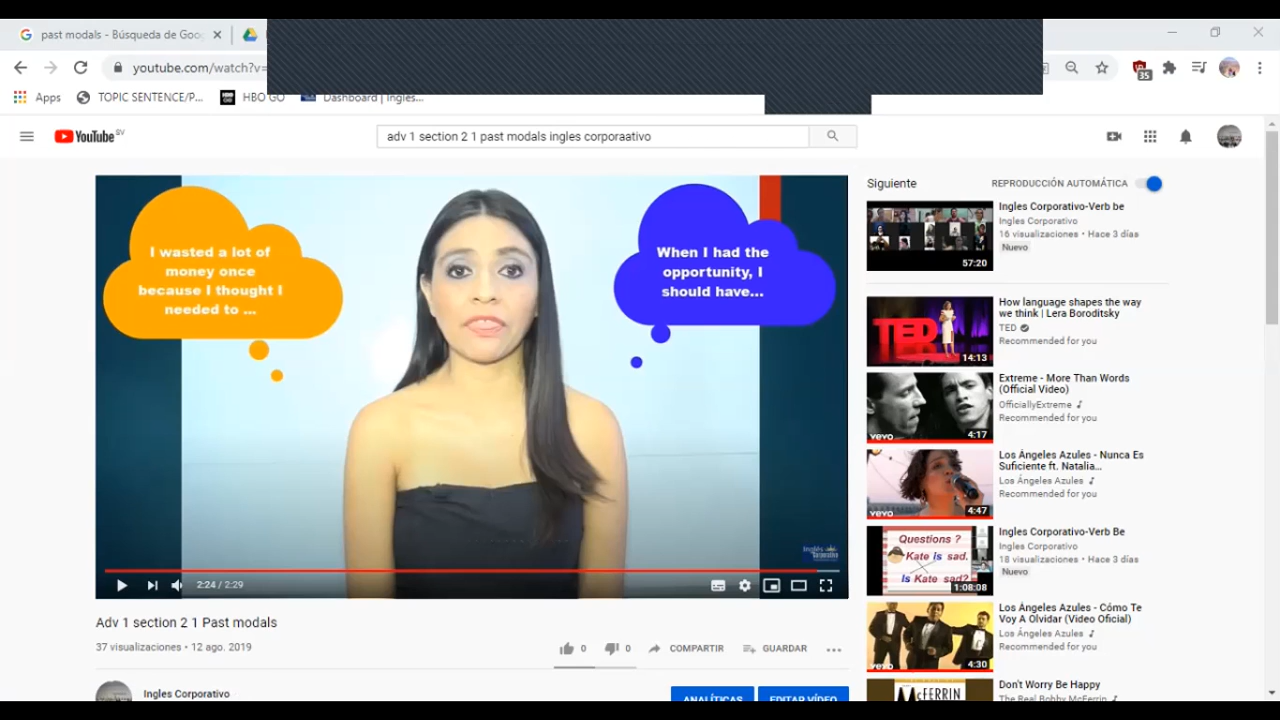 past modals - Búsqueda de Goo
youtube.com/watch?v=
35
Apps
TOPIC SENTENCE/P...
HBO GO
Dashboard | Ingles...
YouTube SV
adv 1 section 2 1 past modals ingles corporaativo
I wasted a lot of
money once
because I thought I
needed to ...
When I had the
opportunity, I
should have...
2:24 / 2:29
Adv 1 section 2 1 Past modals
37 visualizaciones • 12 ago. 2019
0
0
COMPARTIR
GUARDAR
Ingles Corporativo
ANALÍTICAS
EDITAR VÍDEO
Siguiente
REPRODUCCIÓN AUTOMÁTICA
57:20
Ingles Corporativo-Verb be
Ingles Corporativo
16 visualizaciones • Hace 3 días
Nuevo
TED
14:13
How language shapes the way
we think | Lera Boroditsky
TED
Recommended for you
vevo
4:17
Extreme - More Than Words
(Official Video)
OfficiallyExtreme
Recommended for you
vevo
4:47
Los Ángeles Azules - Nunca Es
Suficiente ft. Natalia...
Los Ángeles Azules
Recommended for you
Questions ?
Kate is sad.
Is Kate sad?
1:08:08
Ingles Corporativo-Verb Be
Ingles Corporativo
18 visualizaciones • Hace 3 días
Nuevo
vevo
4:30
Los Ángeles Azules - Cómo Te
Voy A Olvidar (Video Oficial)
Los Ángeles Azules
Recommended for you
McFERRIN
Don't Worry Be Happy
The Real Bobby McFerrin